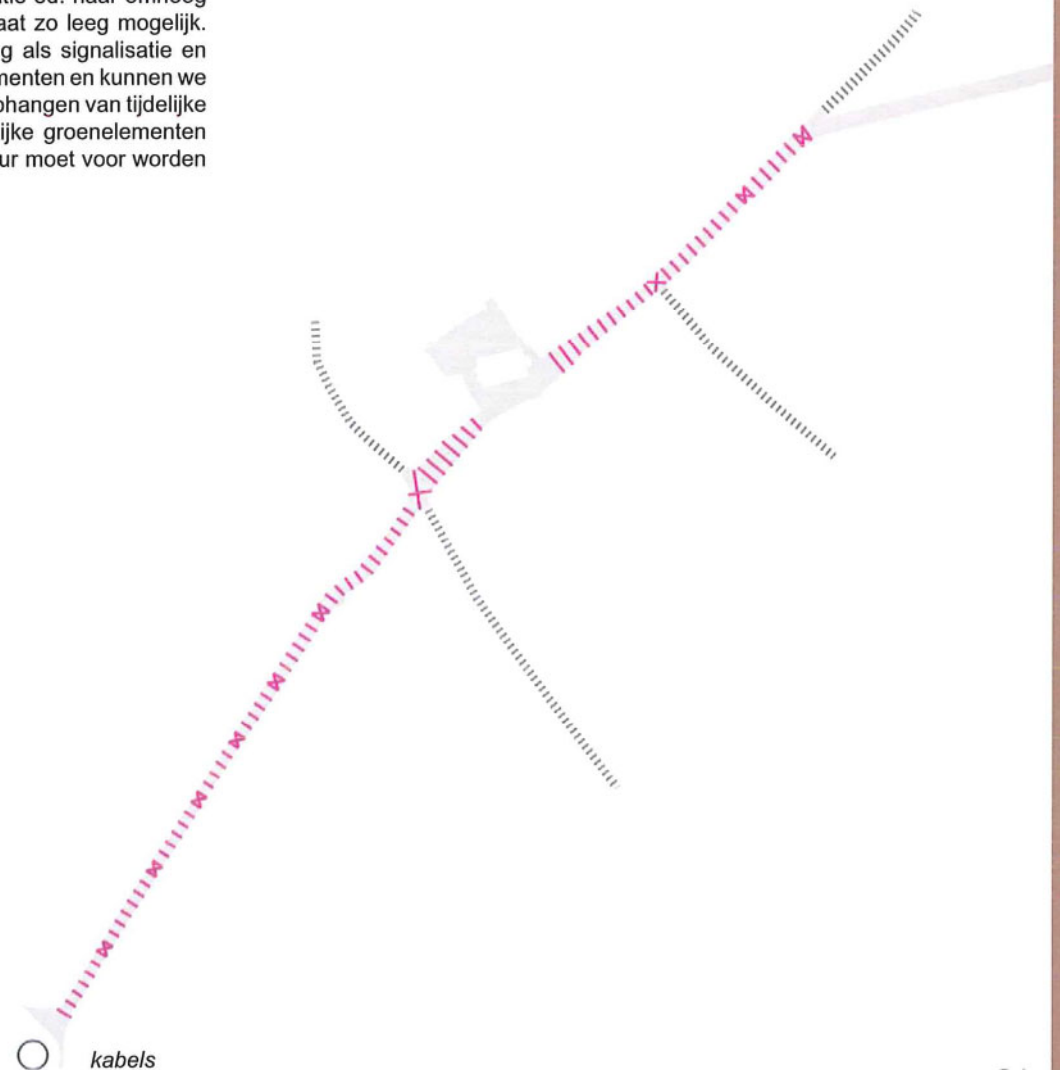 aat zo leeg mogelijk.
g als signalisatie en
menten en kunnen we
phangen van tijdelijke
ijke groenelementen
ur moet voor worden
kabels